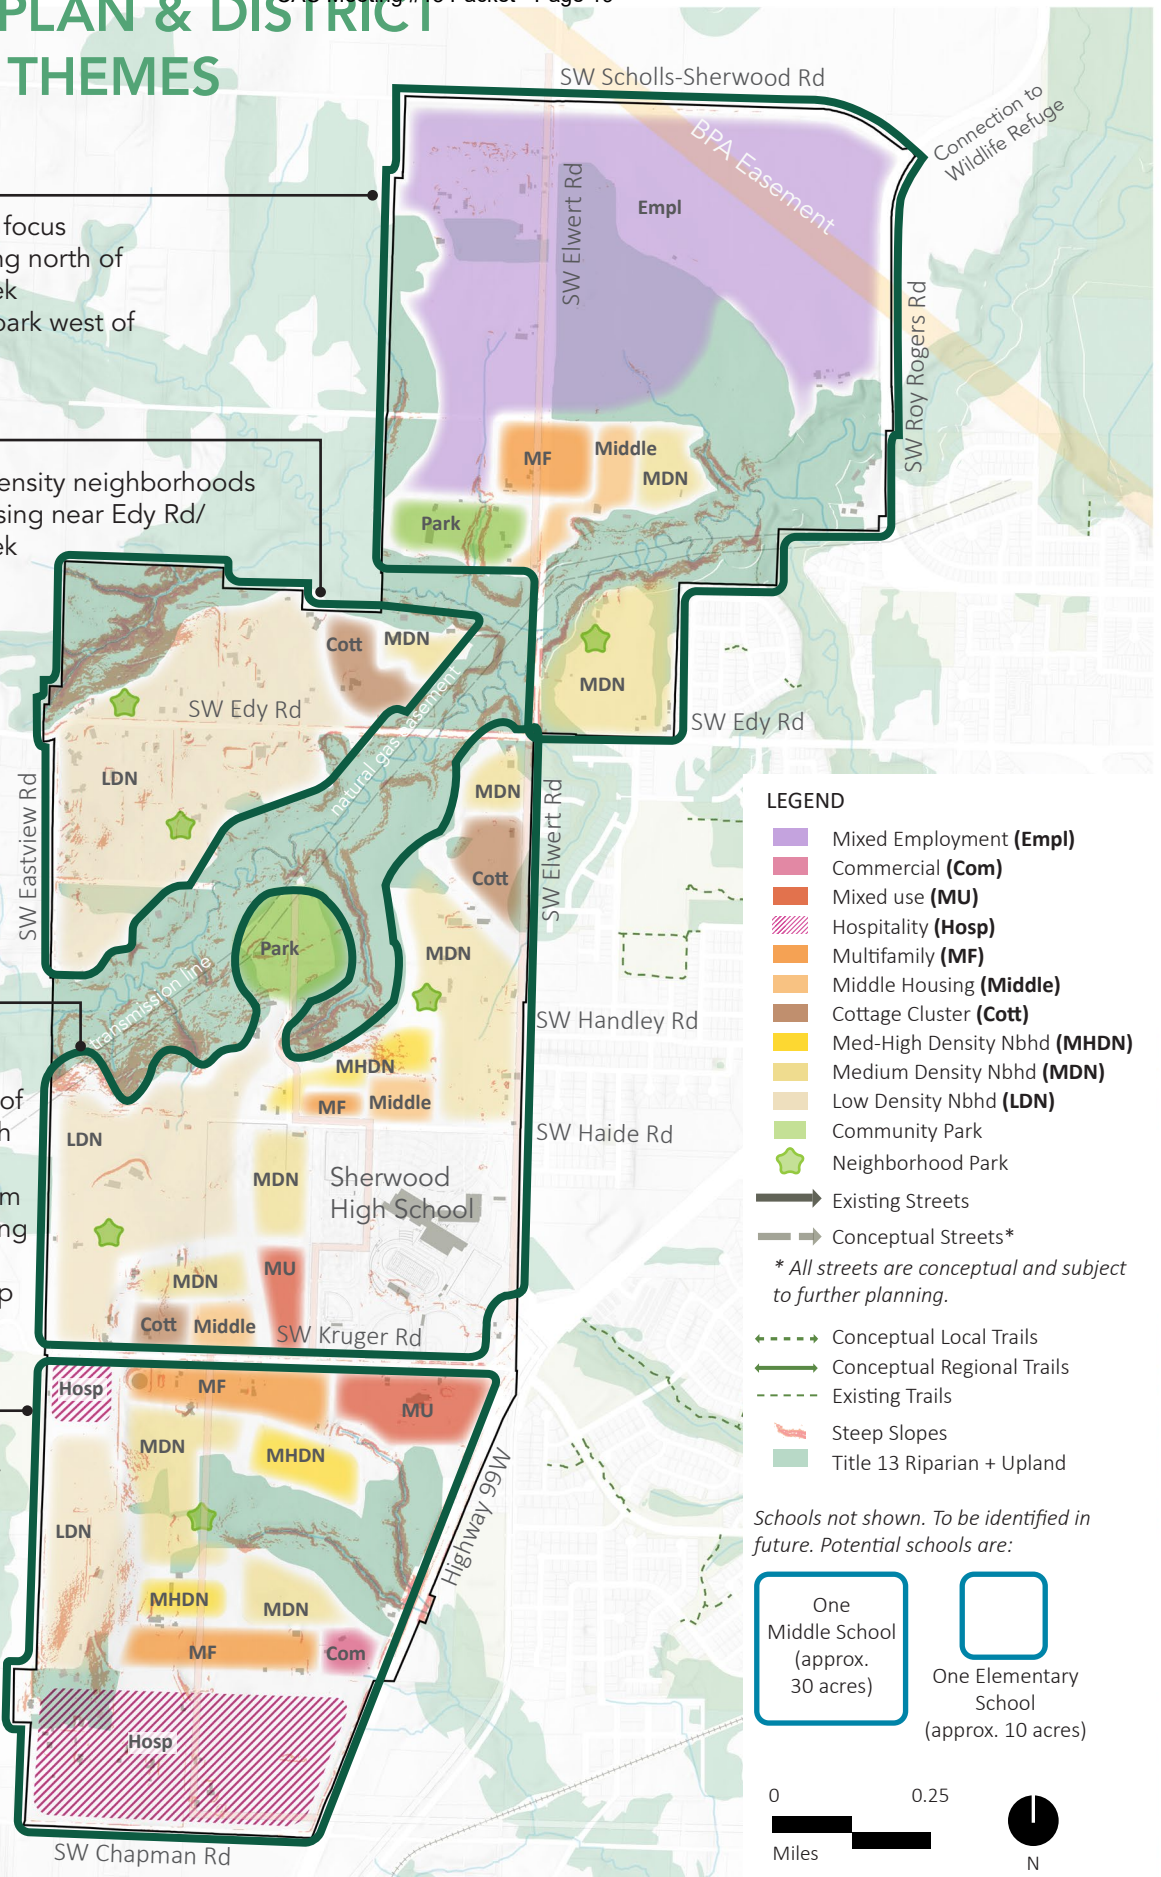 PLAN & DISTRICT
THEMES
SW Scholls-Sherwood Rd
Connection to
Wildlife Refuge
BPA Easement
SW Elwert Rd
Empl
SW Roy Rogers Rd
focus
north of
park west of
MF
Middle
MDN
Park
density neighborhoods
near Edy Rd/
Cott
MDN
MDN
SW Edy Rd
SW Edy Rd
natural gas easement
LDN
MDN
SW Eastview Rd
SW Elwert Rd
Cott
Park
MDN
transmission line
SW Handley Rd
MHDN
MF
Middle
of
LDN
SW Haide Rd
MDN
Sherwood
High School
MDN
MU
Cott
Middle
SW Kruger Rd
Hosp
MF
MU
MDN
MHDN
LDN
Highway 99W
MHDN
MDN
MF
Com
Hosp
SW Chapman Rd
LEGEND
Mixed Employment (Empl)
Commercial (Com)
Mixed use (MU)
Hospitality (Hosp)
Multifamily (MF)
Middle Housing (Middle)
Cottage Cluster (Cott)
Med-High Density Nbhd (MHDN)
Medium Density Nbhd (MDN)
Low Density Nbhd (LDN)
Community Park
Neighborhood Park
Existing Streets
Conceptual Streets*
* All streets are conceptual and subject
to further planning.
Conceptual Local Trails
Conceptual Regional Trails
Existing Trails
Steep Slopes
Title 13 Riparian + Upland
Schools not shown. To be identified in
future. Potential schools are:
One
Middle School
(approx.
30 acres)
One Elementary
School
(approx. 10 acres)
0 0.25
Miles
N